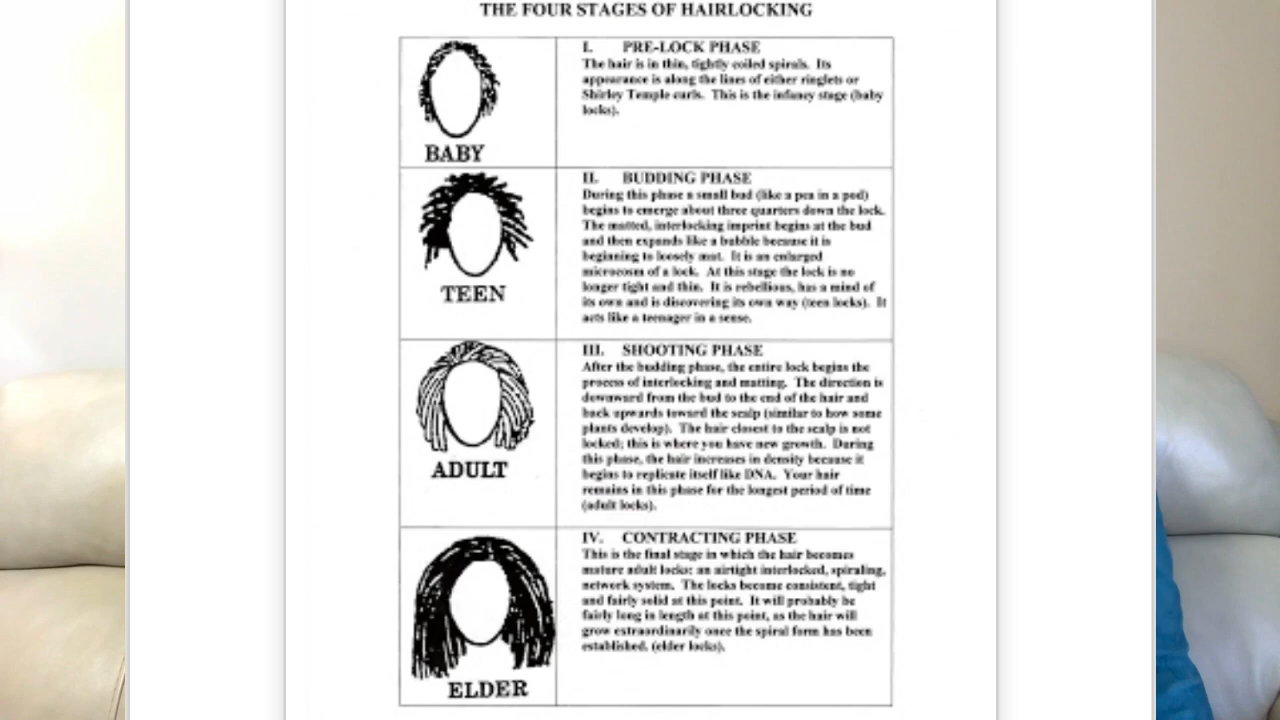 THE FOUR STAGES OF HAIRLOCKING
BABY
I. PRE-LOCK PHASE
The hair is in thin, tightly coiled spirals. Its
appearance is along the lines of either ringlets or
Shirley Temple curls. This is the infancy stage (baby
locks).
TEEN
II. BUDDING PHASE
During this phase a small bud (like a pea in a pod)
begins to emerge about three quarters down the lock.
The matted, interlocking imprint begins at the bud
and then expands like a bubble because it is
beginning to loosely mat. It is an enlarged
microcosm of a lock. At this stage the lock is no
longer tight and thin. It is rebellious, has a mind of
its own and is discovering its own way (teen locks). It
acts like a teenager in a sense.
ADULT
III. SHOOTING PHASE
After the budding phase, the entire lock begins the
process of interlocking and matting. The direction is
downward from the bud to the end of the hair and
back upwards toward the scalp (similar to how some
plants develop). The hair closest to the scalp is not
locked; this is where you have new growth. During
this phase, the hair increases in density because it
begins to replicate itself like DNA. Your hair
remains in this phase for the longest period of time
(adult locks).
ELDER
IV. CONTRACTING PHASE
This is the final stage in which the hair becomes
mature adult locks: an airtight interlocked, spiraling,
network system. The locks become consistent, tight
and fairly solid at this point. It will probably be
fairly long in length at this point, as the hair will
grow extraordinarily once the spiral form has been
established. (elder locks).